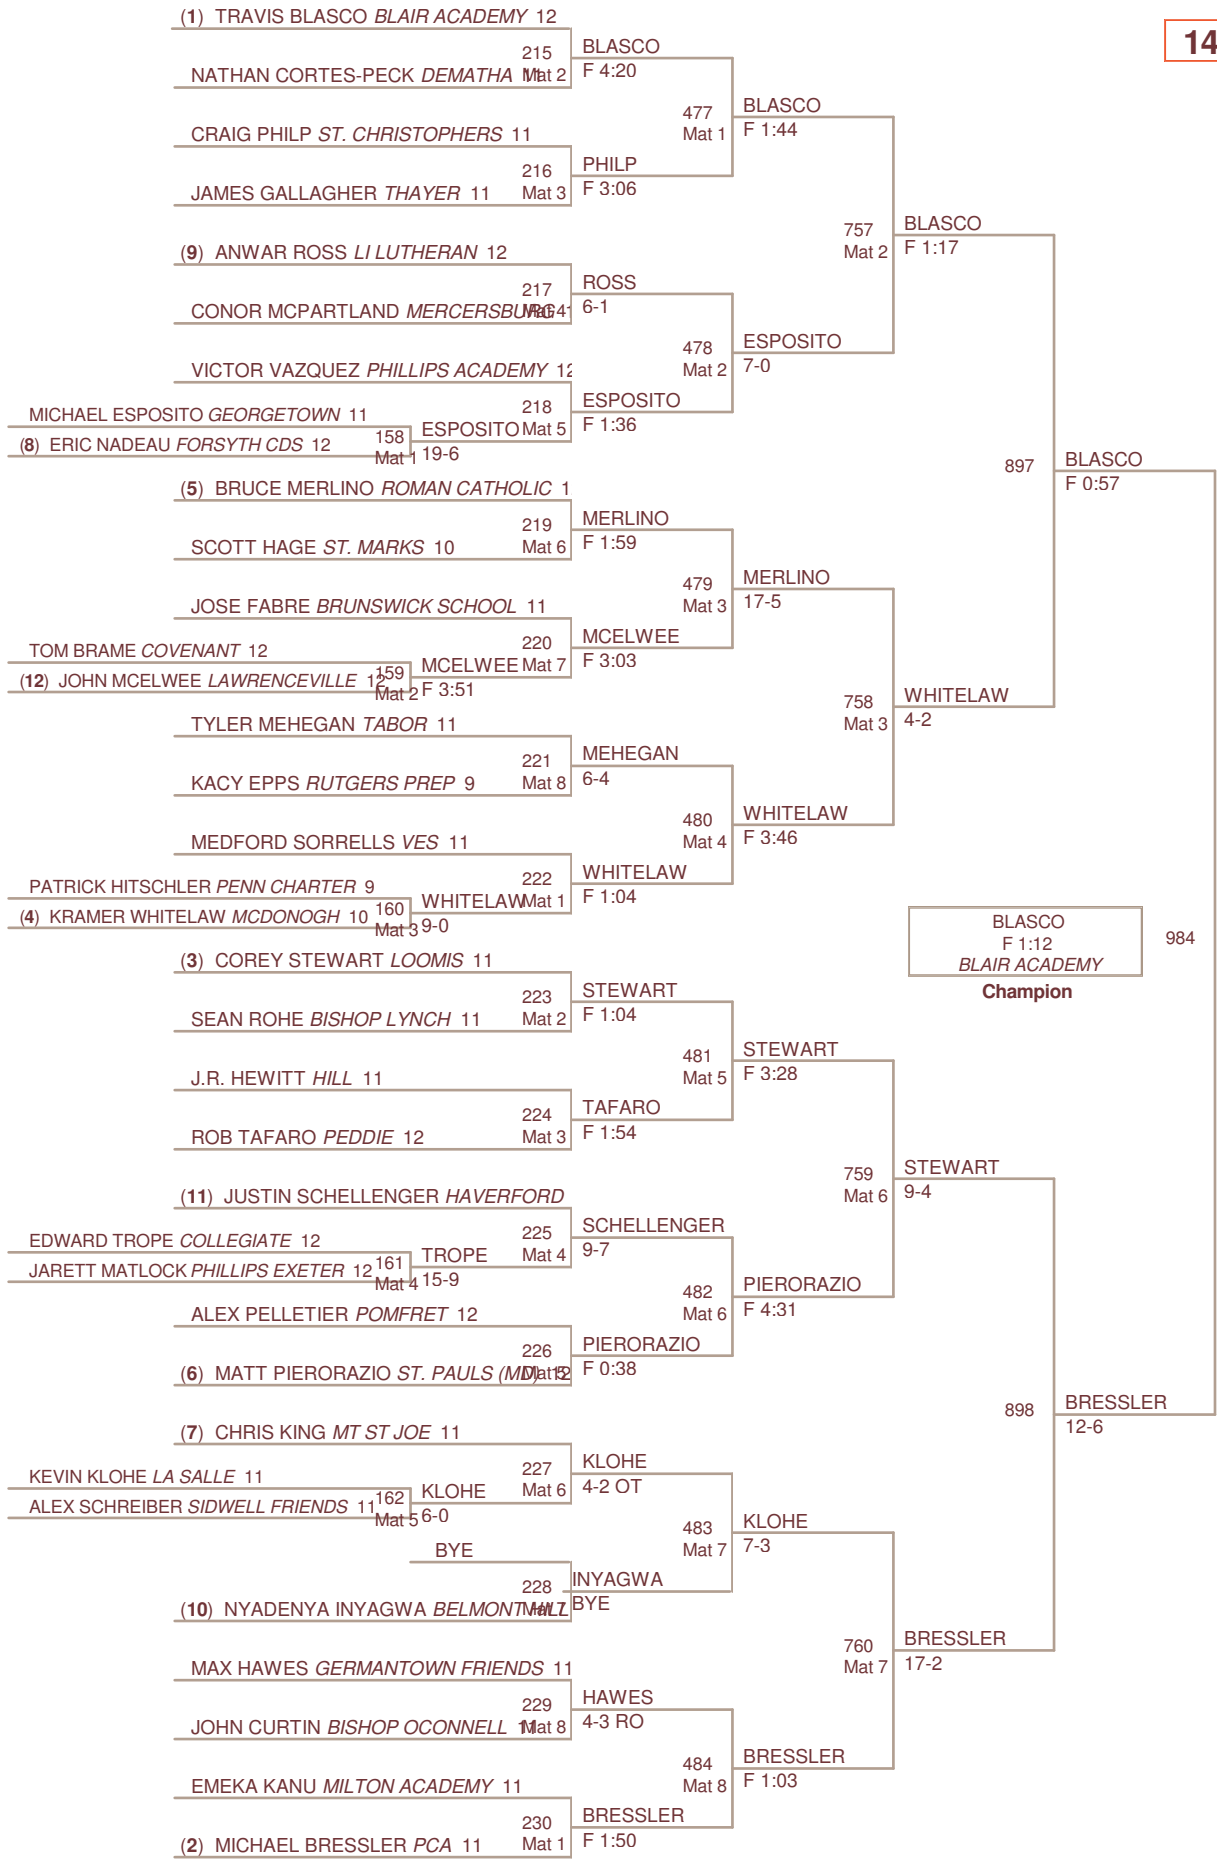 (1) TRAVIS BLASCO BLAIR ACADEMY 12
14
215
BLASCO
NATHAN CORTES-PECK DEMATHA 11
Mat 2
F 4:20
477
BLASCO
Mat 1
F 1:44
CRAIG PHILP ST. CHRISTOPHERS 11
216
PHILP
JAMES GALLAGHER THAYER 11
Mat 3
F 3:06
757
BLASCO
Mat 2
F 1:17
(9) ANWAR ROSS LI LUTHERAN 12
217
ROSS
CONOR MCPARTLAND MERCERSBURG
Mat 4
6-1
478
ESPOSITO
Mat 2
7-0
VICTOR VAZQUEZ PHILLIPS ACADEMY 12
218
ESPOSITO
Mat 5
F 1:36
MICHAEL ESPOSITO GEORGETOWN 11
158
ESPOSITO
(8) ERIC NADEAU FORSYTH CDS 12
Mat 1
19-6
897
BLASCO
F 0:57
(5) BRUCE MERLINO ROMAN CATHOLIC 1
219
MERLINO
SCOTT HAGE ST. MARKS 10
Mat 6
F 1:59
479
MERLINO
Mat 3
17-5
JOSE FABRE BRUNSWICK SCHOOL 11
220
MCELWEE
Mat 7
F 3:03
TOM BRAME COVENANT 12
159
MCELWEE
(12) JOHN MCELWEE LAWRENCEVILLE 12
Mat 2
F 3:51
758
WHITELAW
Mat 3
4-2
TYLER MEHEGAN TABOR 11
221
MEHEGAN
KACY EPPS RUTGERS PREP 9
Mat 8
6-4
480
WHITELAW
Mat 4
F 3:46
MEDFORD SORRELLS VES 11
222
WHITELAW
Mat 1
F 1:04
PATRICK HITSCHLER PENN CHARTER 9
160
WHITELAW
(4) KRAMER WHITELAW MCDONOGH 10
Mat 3
9-0
BLASCO
F 1:12
BLAIR ACADEMY
Champion
984
(3) COREY STEWART LOOMIS 11
223
STEWART
SEAN ROHE BISHOP LYNCH 11
Mat 2
F 1:04
481
STEWART
Mat 5
F 3:28
J.R. HEWITT HILL 11
224
TAFARO
ROB TAFARO PEDDIE 12
Mat 3
F 1:54
759
STEWART
Mat 6
9-4
(11) JUSTIN SCHELLENGER HAVERFORD
225
SCHELLENGER
Mat 4
9-7
EDWARD TROPE COLLEGIATE 12
161
TROPE
JARETT MATLOCK PHILLIPS EXETER 12
Mat 4
15-9
482
PIERORAZIO
Mat 6
F 4:31
ALEX PELLETIER POMFRET 12
226
PIERORAZIO
(6) MATT PIERORAZIO ST. PAULS (MD) 12
Mat 5
F 0:38
898
BRESSLER
12-6
(7) CHRIS KING MT ST JOE 11
227
KLOHE
Mat 6
4-2 OT
KEVIN KLOHE LA SALLE 11
162
KLOHE
ALEX SCHREIBER SIDWELL FRIENDS 11
Mat 5
6-0
483
KLOHE
Mat 7
7-3
BYE
228
INYAGWA
(10) NYADENYA INYAGWA BELMONT HILL
Mat 7
BYE
760
BRESSLER
Mat 7
17-2
MAX HAWES GERMANTOWN FRIENDS 11
229
HAWES
JOHN CURTIN BISHOP OCONNELL 11
Mat 8
4-3 RO
484
BRESSLER
Mat 8
F 1:03
EMEKA KANU MILTON ACADEMY 11
230
BRESSLER
(2) MICHAEL BRESSLER PCA 11
Mat 1
F 1:50